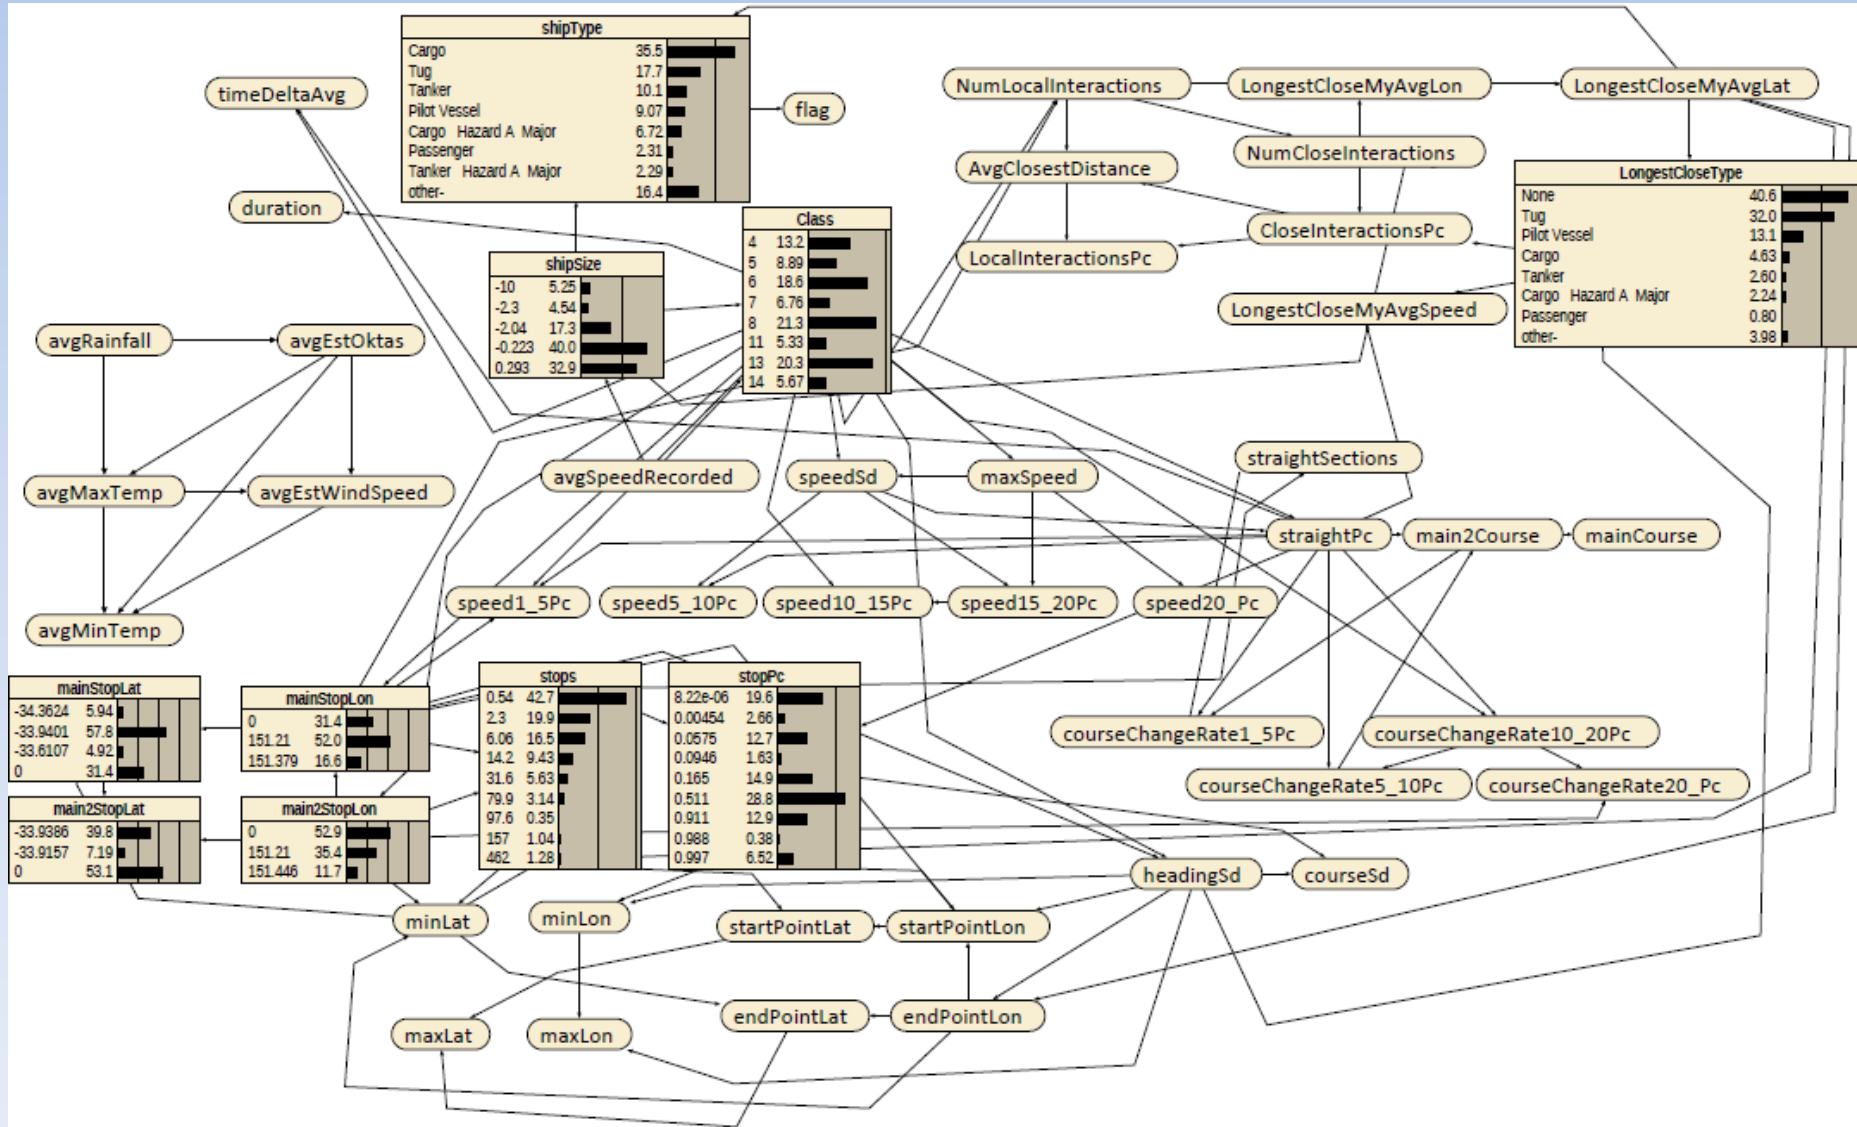 shipType
Cargo 35.5
Tug 17.7
Tanker 10.1
Pilot Vessel 9.07
Cargo Hazard A Major 6.72
Passenger 2.31
Tanker Hazard A Major 2.29
other- 16.4
timeDeltaAvg
flag
NumLocalInteractions
LongestCloseMyAvgLon
LongestCloseMyAvgLat
NumCloseInteractions
AvgClosestDistance
LongestCloseType
None 40.6
Tug 32.0
Pilot Vessel 13.1
Cargo 4.63
Tanker 2.60
Cargo Hazard A Major 2.24
Passenger 0.80
other- 3.98
duration
Class
4 13.2
5 8.89
6 18.6
7 6.76
8 21.3
11 5.33
13 20.3
14 5.67
CloseInteractionsPc
LocalInteractionsPc
shipSize
-10 5.25
-2.3 4.54
-2.04 17.3
-0.223 40.0
0.293 32.9
LongestCloseMyAvgSpeed
avgRainfall
avgEstOktas
straightSections
avgMaxTemp
avgEstWindSpeed
avgSpeedRecorded
speedSd
maxSpeed
straightPc
main2Course
mainCourse
speed1_5Pc
speed5_10Pc
speed10_15Pc
speed15_20Pc
speed20_Pc
avgMinTemp
mainStopLat
-34.3624 5.94
-33.9401 57.8
-33.6107 4.92
0 31.4
mainStopLon
0 31.4
151.21 52.0
151.379 16.6
stops
0.54 42.7
2.3 19.9
6.06 16.5
14.2 9.43
31.6 5.63
79.9 3.14
97.6 0.35
157 1.04
462 1.28
stopPc
8.22e-06 19.6
0.00454 2.66
0.0575 12.7
0.0946 1.63
0.165 14.9
0.511 28.8
0.911 12.9
0.988 0.38
0.997 6.52
courseChangeRate1_5Pc
courseChangeRate10_20Pc
courseChangeRate5_10Pc
courseChangeRate20_Pc
main2StopLat
-33.9386 39.8
-33.9157 7.19
0 53.1
main2StopLon
0 52.9
151.21 35.4
151.446 11.7
headingSd
courseSd
minLat
minLon
startPointLat
startPointLon
maxLat
maxLon
endPointLat
endPointLon